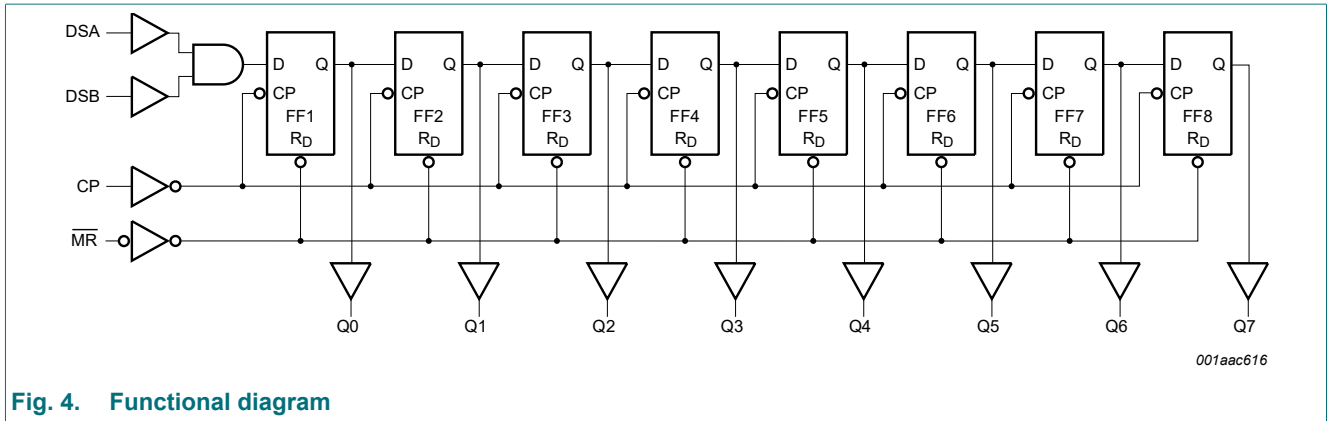 DSA
DSB
CP
M̅R̅
D Q
CP
FF1
RD
D Q
CP
FF2
RD
D Q
CP
FF3
RD
D Q
CP
FF4
RD
D Q
CP
FF5
RD
D Q
CP
FF6
RD
D Q
CP
FF7
RD
D Q
CP
FF8
RD
Q0 Q1 Q2 Q3 Q4 Q5 Q6 Q7
001aac616
Fig. 4. Functional diagram